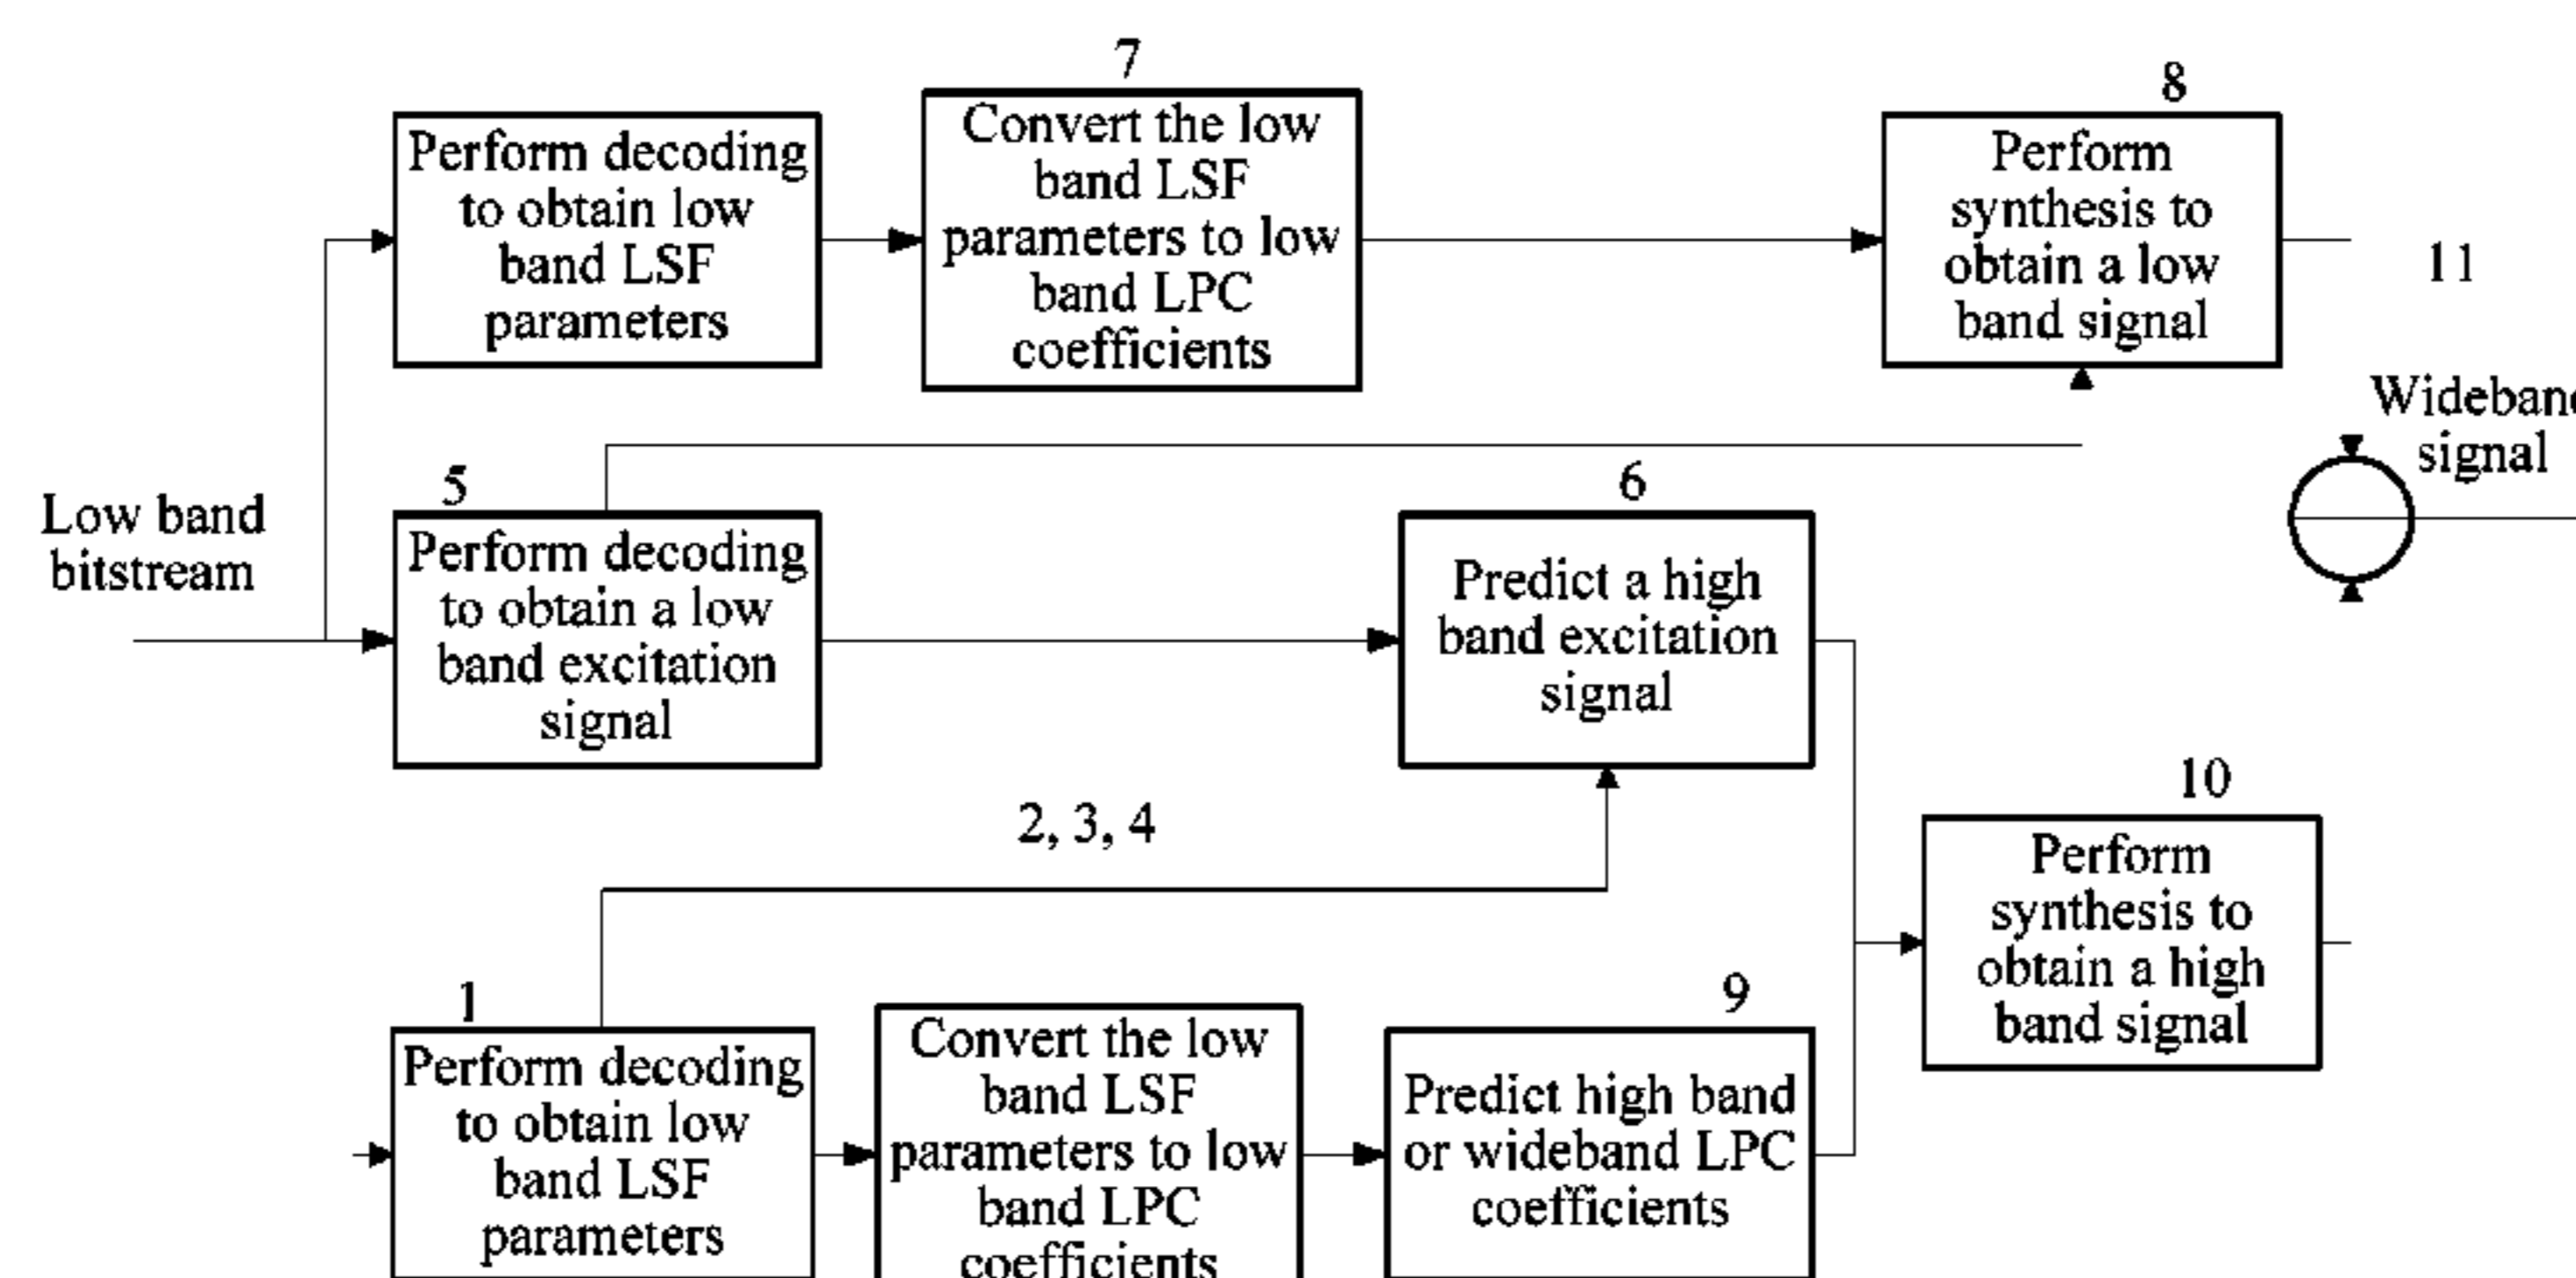 7
Convert the low
band LSF
parameters to low
band LPC
coefficients
8
Perform
synthesis to
obtain a low
band signal
Perform decoding
to obtain low
band LSF
parameters
11
Wideband
signal
Low band
bitstream
5
Perform decoding
to obtain a low
band excitation
signal
6
Predict a high
band excitation
signal
2, 3, 4
10
Perform
synthesis to
obtain a high
band signal
1
Perform decoding
to obtain low
band LSF
parameters
Convert the low
band LSF
parameters to low
band LPC
coefficients
9
Predict high band
or wideband LPC
coefficients